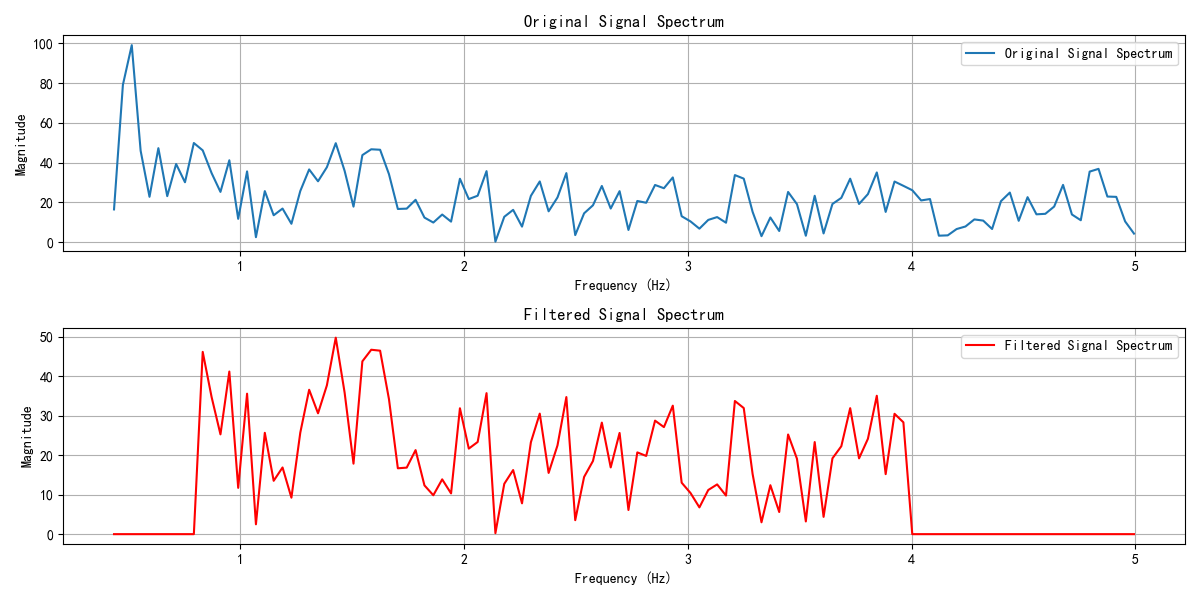 Original Signal Spectrum
Original Signal Spectrum
Magnitude
100
80
60
40
20
0
1 2 3 4 5
Frequency (Hz)
Filtered Signal Spectrum
Filtered Signal Spectrum
Magnitude
50
40
30
20
10
0
1 2 3 4 5
Frequency (Hz)